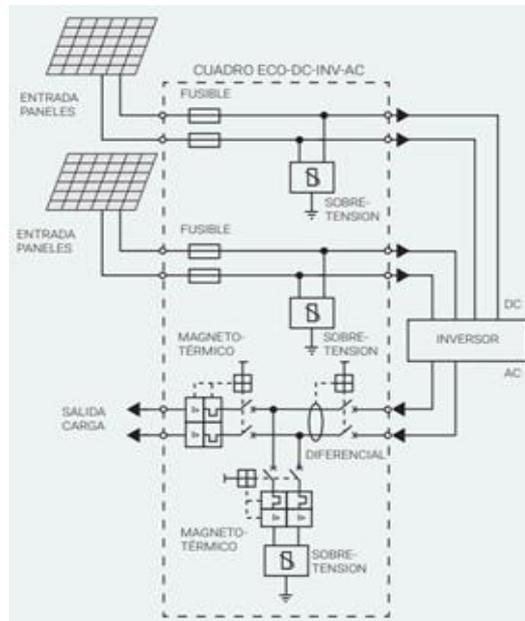 CUADRO ECO-DC-INV-AC
ENTRADA
PANELES
FUSIBLE
SOBRE-
TENSION
ENTRADA
PANELES
FUSIBLE
SOBRE-
TENSION
DC
INVERSOR
AC
MAGNETO-
TÉRMICO
SALIDA
CARGA
DIFERENCIAL
MAGNETO-
TÉRMICO
SOBRE-
TENSION